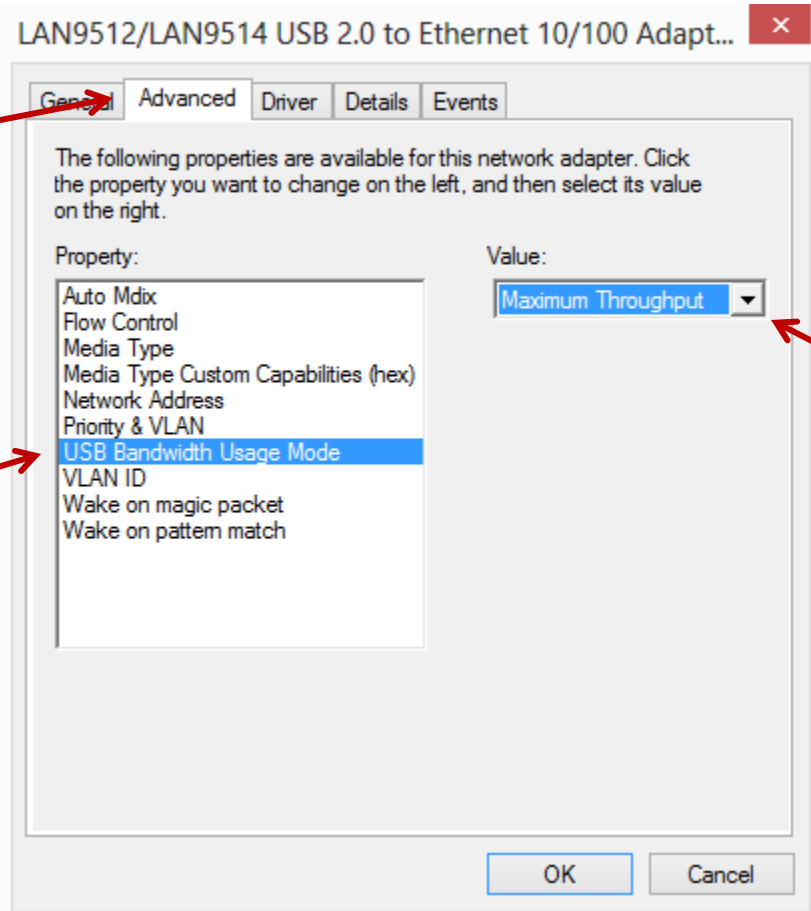 LAN9512/LAN9514 USB 2.0 to Ethernet 10/100 Adapt...
General Advanced Driver Details Events
The following properties are available for this network adapter. Click
the property you want to change on the left, and then select its value
on the right.
Property:
Value:
Auto Mdix
Flow Control
Media Type
Media Type Custom Capabilities (hex)
Network Address
Priority & VLAN
USB Bandwidth Usage Mode
VLAN ID
Wake on magic packet
Wake on pattern match
Maximum Throughput
OK
Cancel